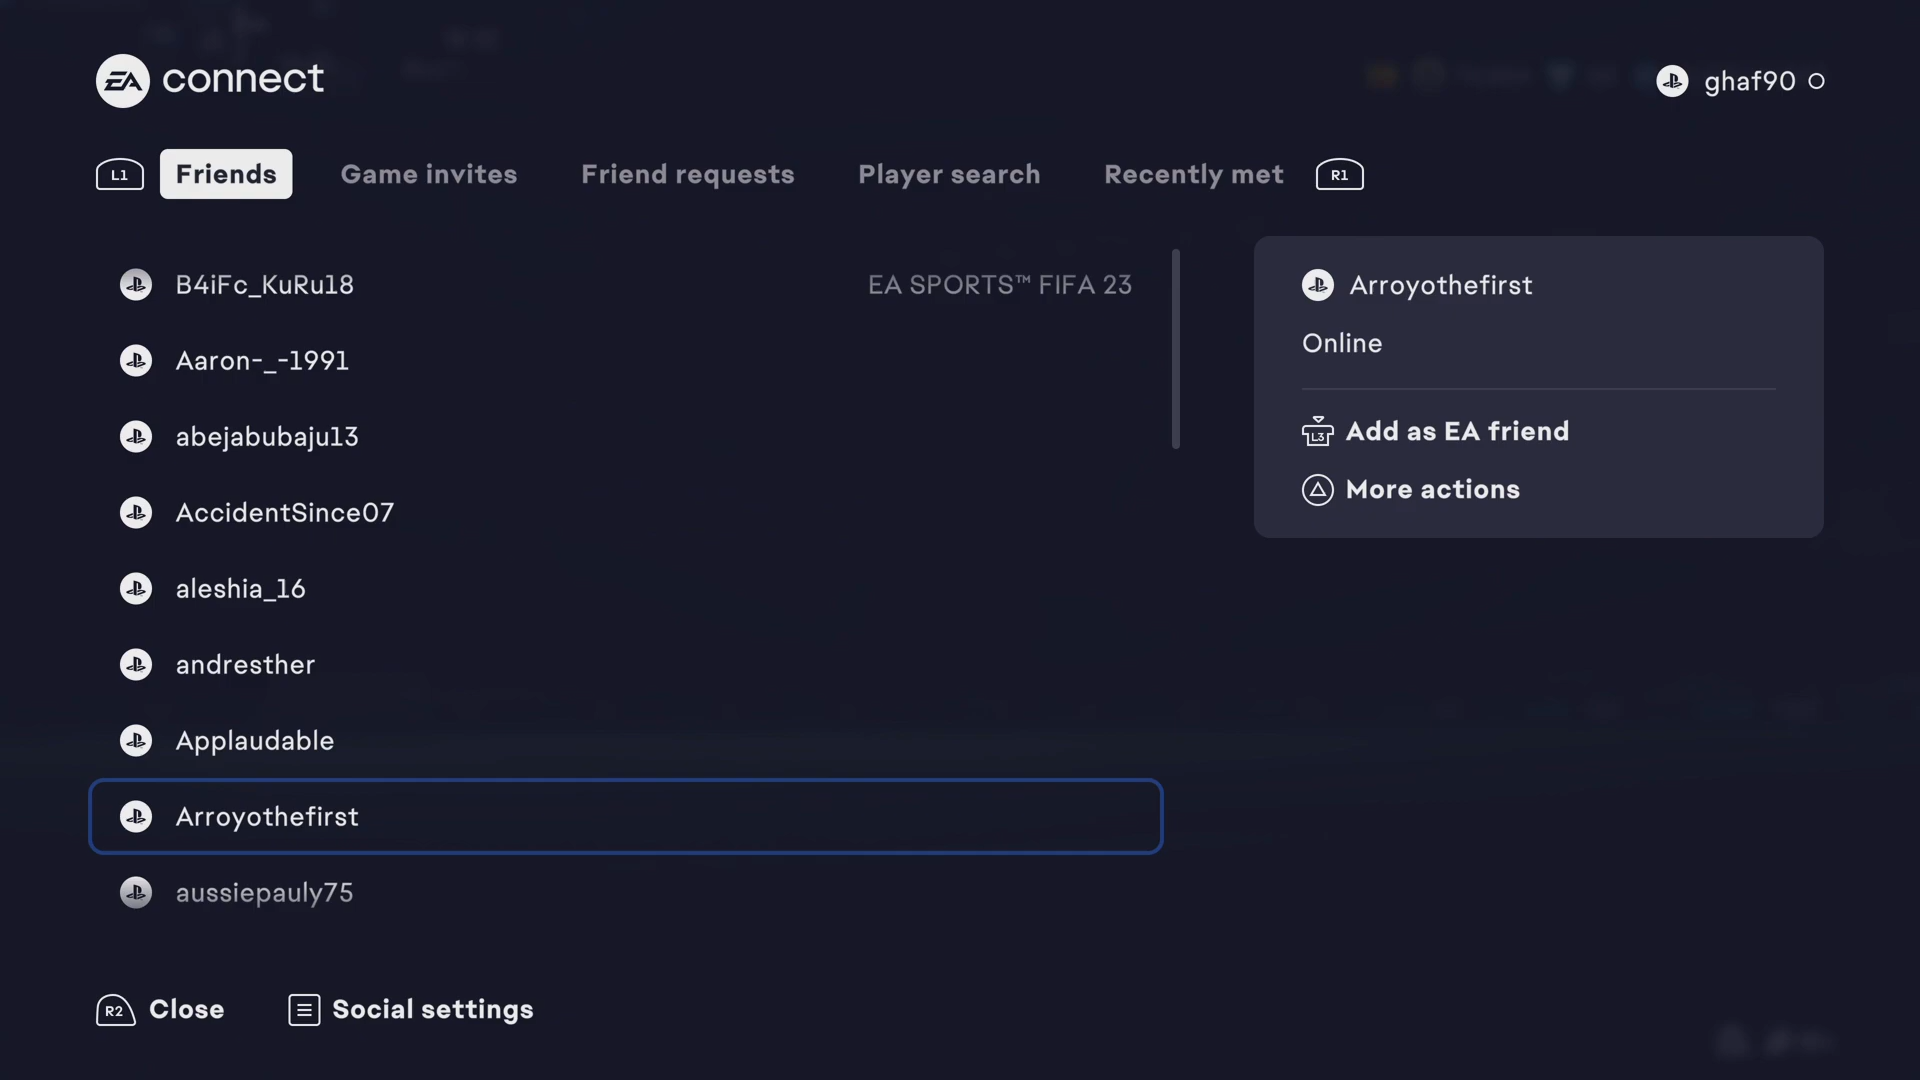 EA connect
ghaf90
L1 Friends Game invites Friend requests Player search Recently met R1
B4iFc_KuRu18 EA SPORTS™ FIFA 23
Aaron-_-1991
abejabubaju13
AccidentSince07
aleshia_16
andresther
Applaudable
Arroyothefirst
aussiepauly75
Arroyothefirst
Online
L3 Add as EA friend
More actions
R2 Close Social settings